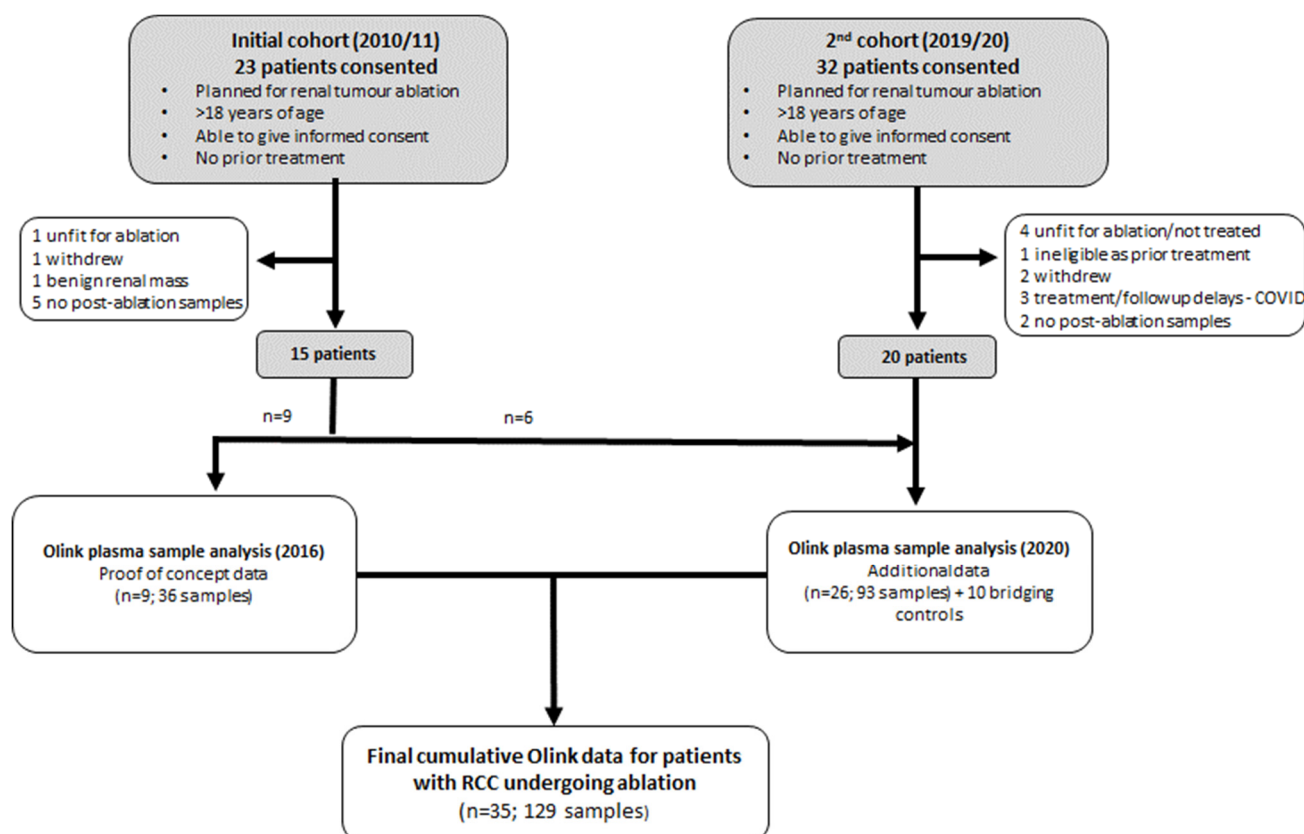 Initial cohort (2010/11)
23 patients consented
• Planned for renal tumour ablation
• >18 years of age
• Able to give informed consent
• No prior treatment
2nd cohort (2019/20)
32 patients consented
• Planned for renal tumour ablation
• >18 years of age
• Able to give informed consent
• No prior treatment
1 unfit for ablation
1 withdrew
1 benign renal mass
5 no post-ablation samples
4 unfit for ablation/not treated
1 ineligible as prior treatment
2 withdrew
3 treatment/followup delays - COVID
2 no post-ablation samples
15 patients
20 patients
n=9
n=6
Olink plasma sample analysis (2016)
Proof of concept data
(n=9; 36 samples)
Olink plasma sample analysis (2020)
Additional data
(n=26; 93 samples) + 10 bridging
controls
Final cumulative Olink data for patients
with RCC undergoing ablation
(n=35; 129 samples)